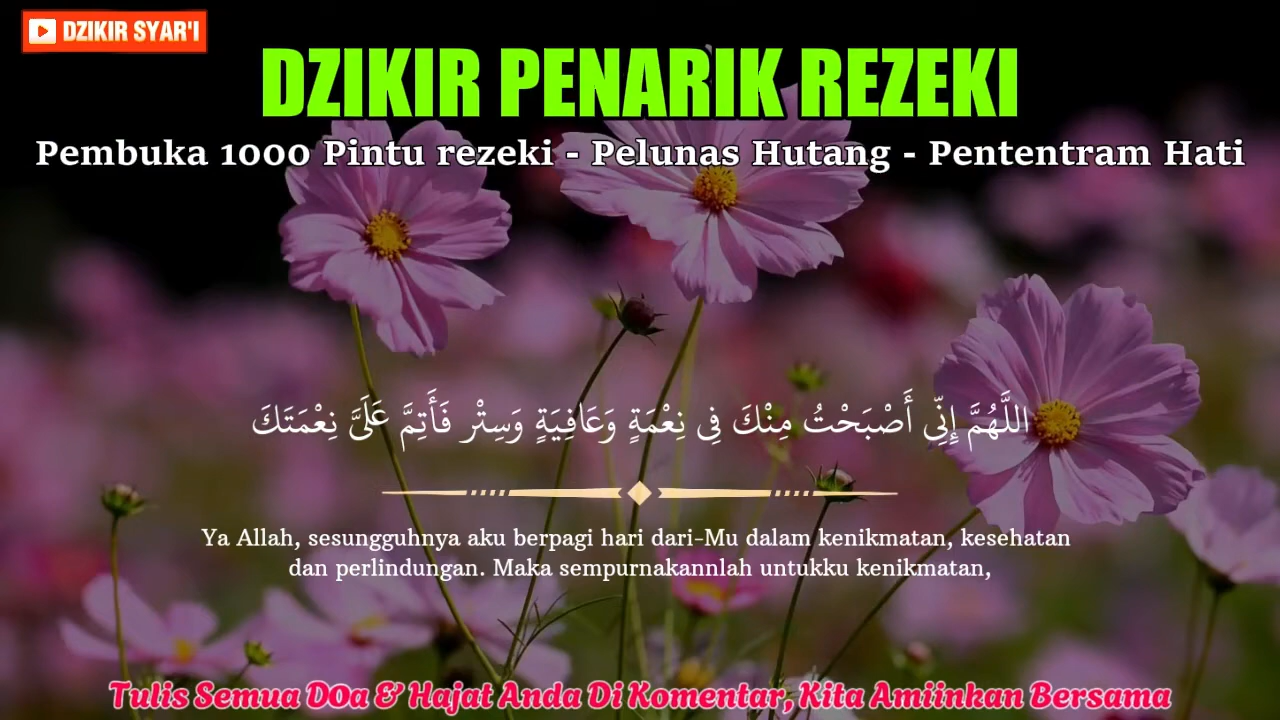 DZIKIR SYAR'I
DZIKIR PENARIK REZEKI
Pembuka 1000 Pintu rezeki - Pelunas Hutang - Pententram Hati
اللَّهُمَّ إِنِّي أَصْبَحْتُ مِنْكَ فِي نِعْمَةٍ وَعَافِيَةٍ وَسِتْر فَأَتِمَّ عَلَيَّ نِعْمَتَكَ
Ya Allah, sesungguhnya aku berpagi hari dari-Mu dalam kenikmatan, kesehatan
dan perlindungan. Maka sempurnakannlah untukku kenikmatan,
Tulis Semua DOa & Hajat Anda Di Komentar, Kita Amiinkan Bersama